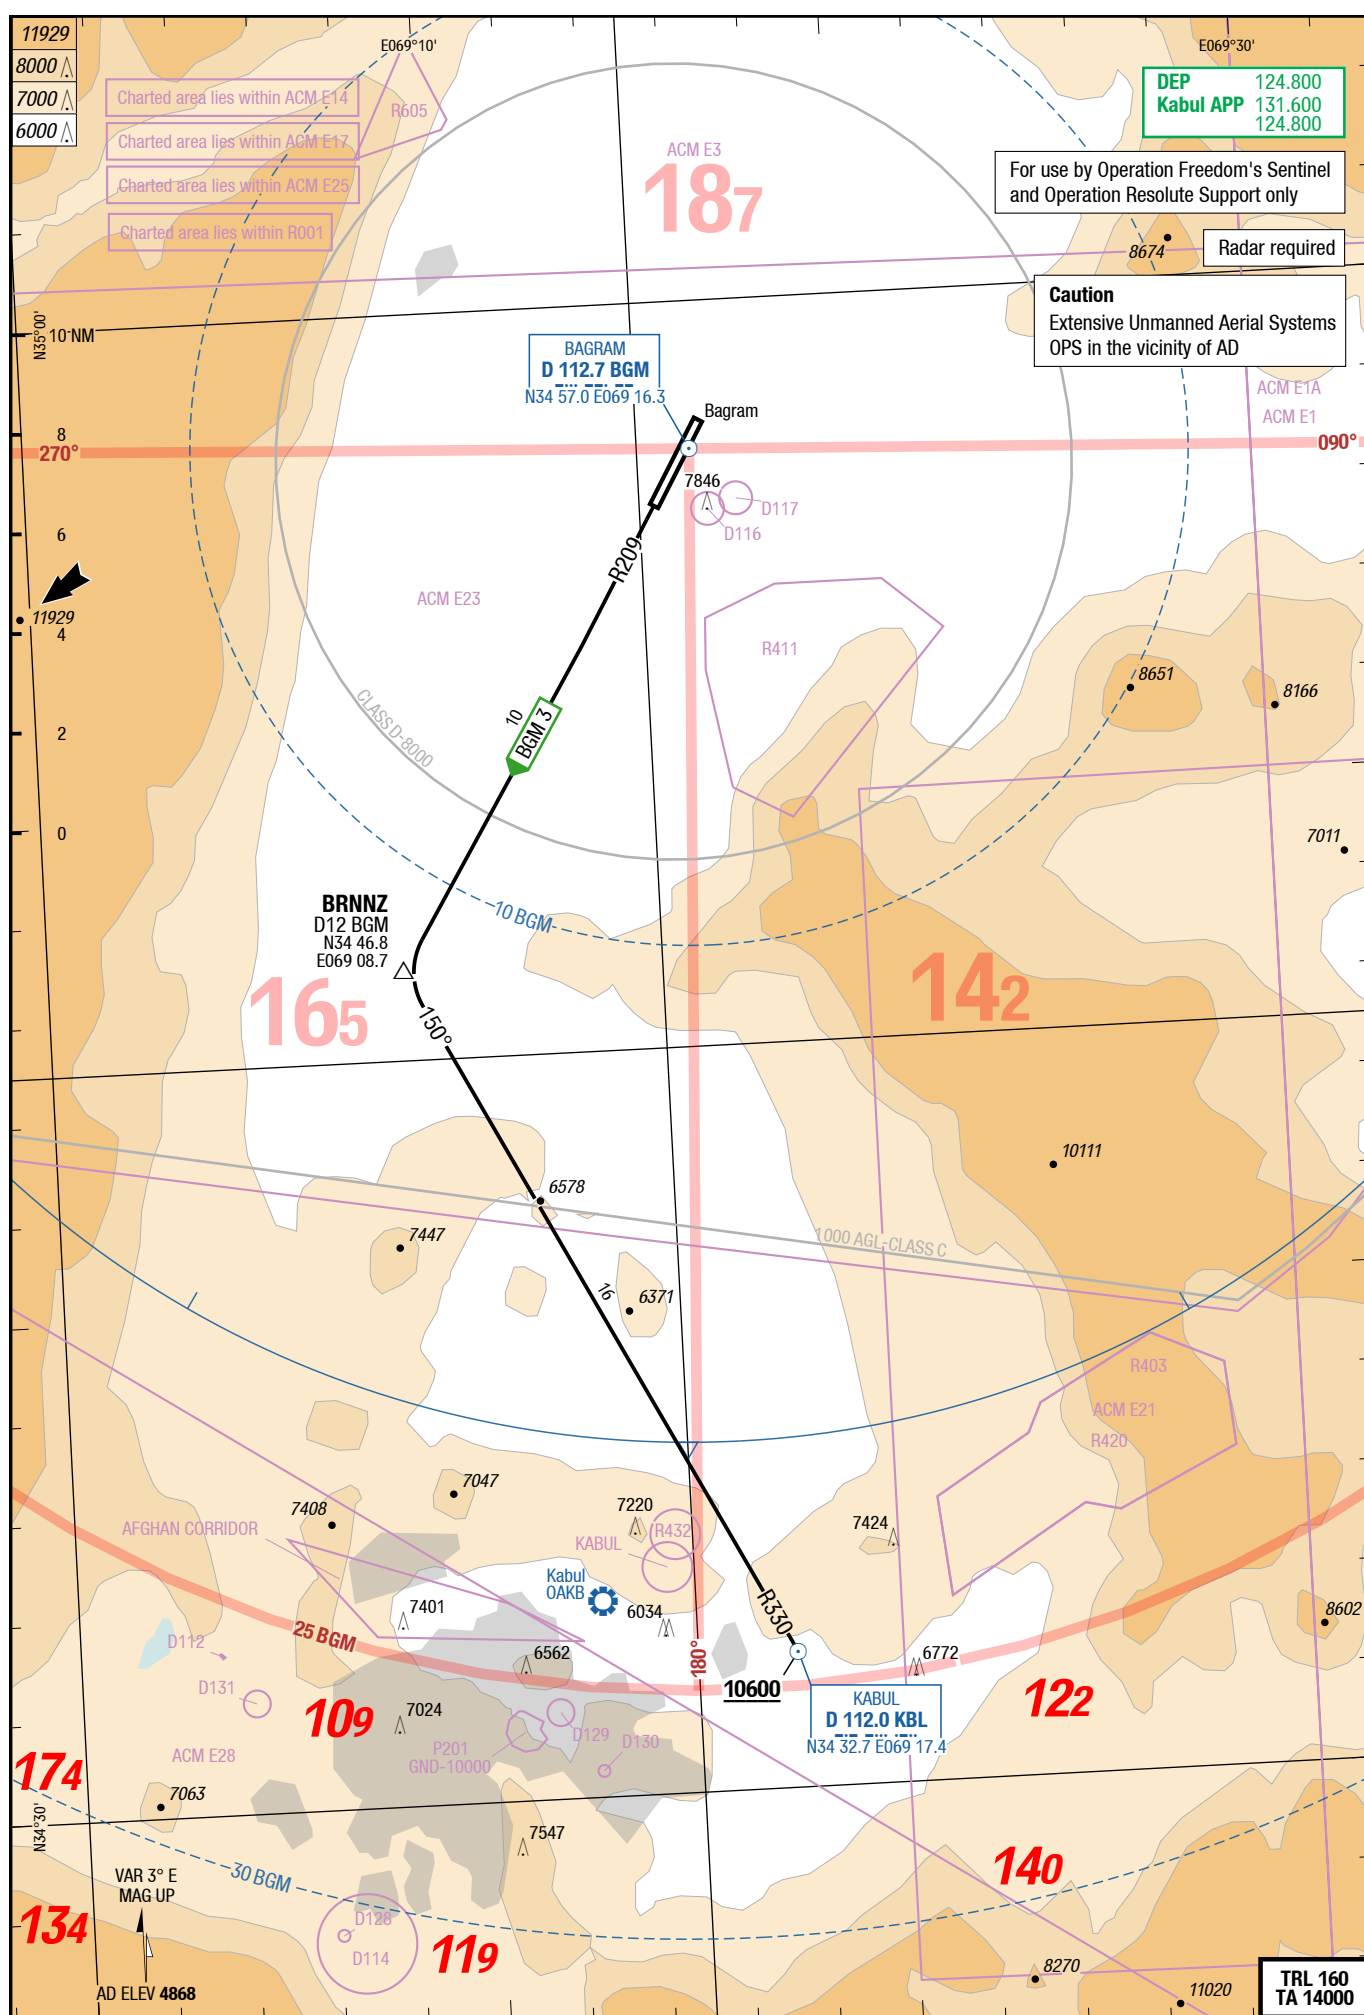 11929
8000
7000
6000
E069°10'
E069°30'
Charted area lies within ACM E14
Charted area lies within ACM E17
Charted area lies within ACM E25
Charted area lies within R001
R605
ACM E3
187
DEP 124.800
Kabul APP 131.600
124.800
For use by Operation Freedom's Sentinel
and Operation Resolute Support only
8674
Radar required
Caution
Extensive Unmanned Aerial Systems
OPS in the vicinity of AD
N35°00'
10 NM
8
6
4
2
0
BAGRAM
D 112.7 BGM
N34 57.0 E069 16.3
Bagram
ACM E1A
ACM E1
270°
090°
7846
D117
D116
R209
ACM E23
11929
R411
8651
8166
CLASS D-8000
10
BGM 3
7011
BRNNZ
D12 BGM
N34 46.8
E069 08.7
10 BGM
165
142
150°
10111
6578
7447
1000 AGL-CLASS C
16
6371
R403
ACM E21
R420
7047
7408
7220
7424
AFGHAN CORRIDOR
R432
KABUL
Kabul
OAKB
R330
7401
6034
8602
25 BGM
D112
6562
180°
6772
D131
10600
KABUL
D 112.0 KBL
N34 32.7 E069 17.4
122
109
7024
D129
D130
P201
GND-10000
ACM E28
174
7063
N34°30'
7547
30 BGM
140
VAR 3° E
MAG UP
134
D128
D114
119
8270
11020
AD ELEV 4868
TRL 160
TA 14000